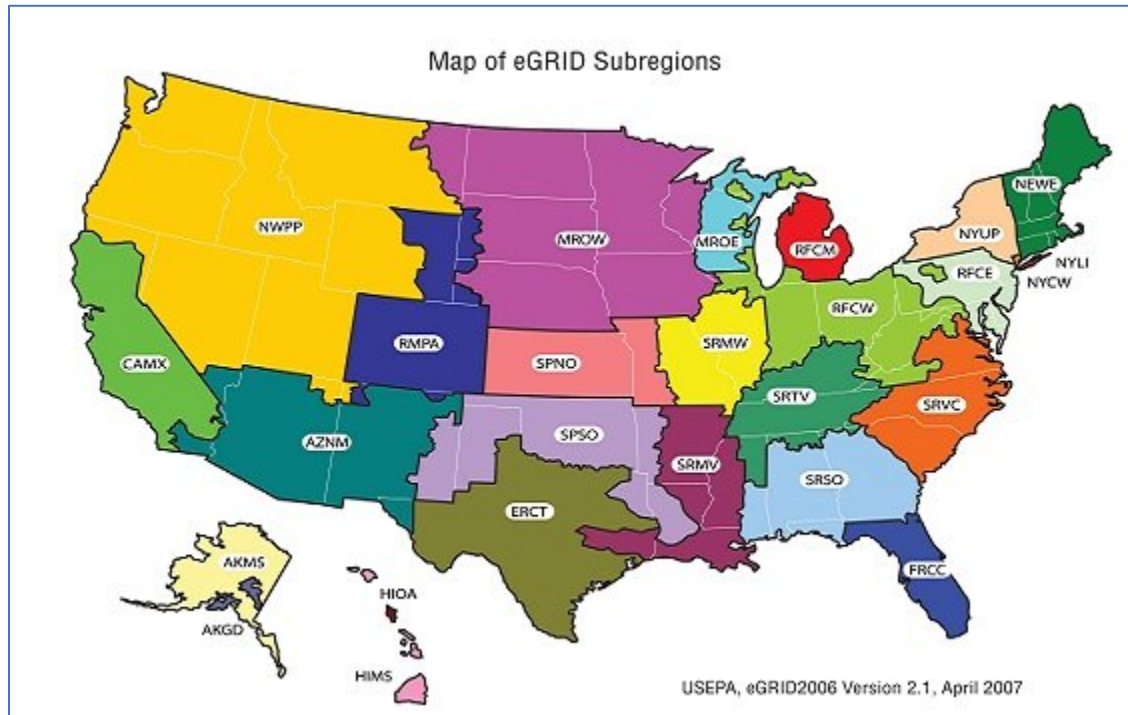 Map of eGRID Subregions
NWPP
MROW
MROE
RFCM
NEWE
NYUP
NYLI
NYCW
RFCE
RFCW
CAMX
RMPA
SPNO
SRMW
SRTV
SRVC
AZNM
SPSO
SRMV
SRSO
ERCT
FRCC
AKMS
AKGD
HIOA
HIMS
USEPA, eGRID2006 Version 2.1, April 2007